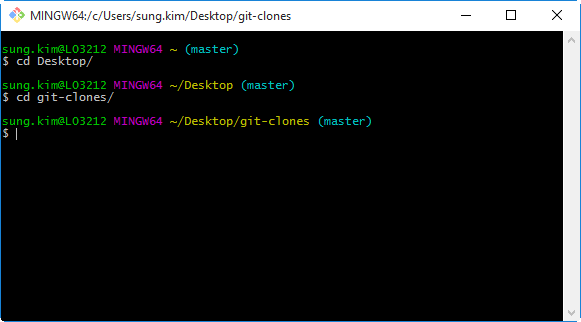 MINGW64:/c/Users/sung.kim/Desktop/git-clones
sung.kim@LO3212 MINGW64 ~ (master)
$ cd Desktop/
sung.kim@LO3212 MINGW64 ~/Desktop (master)
$ cd git-clones/
sung.kim@LO3212 MINGW64 ~/Desktop/git-clones (master)
$